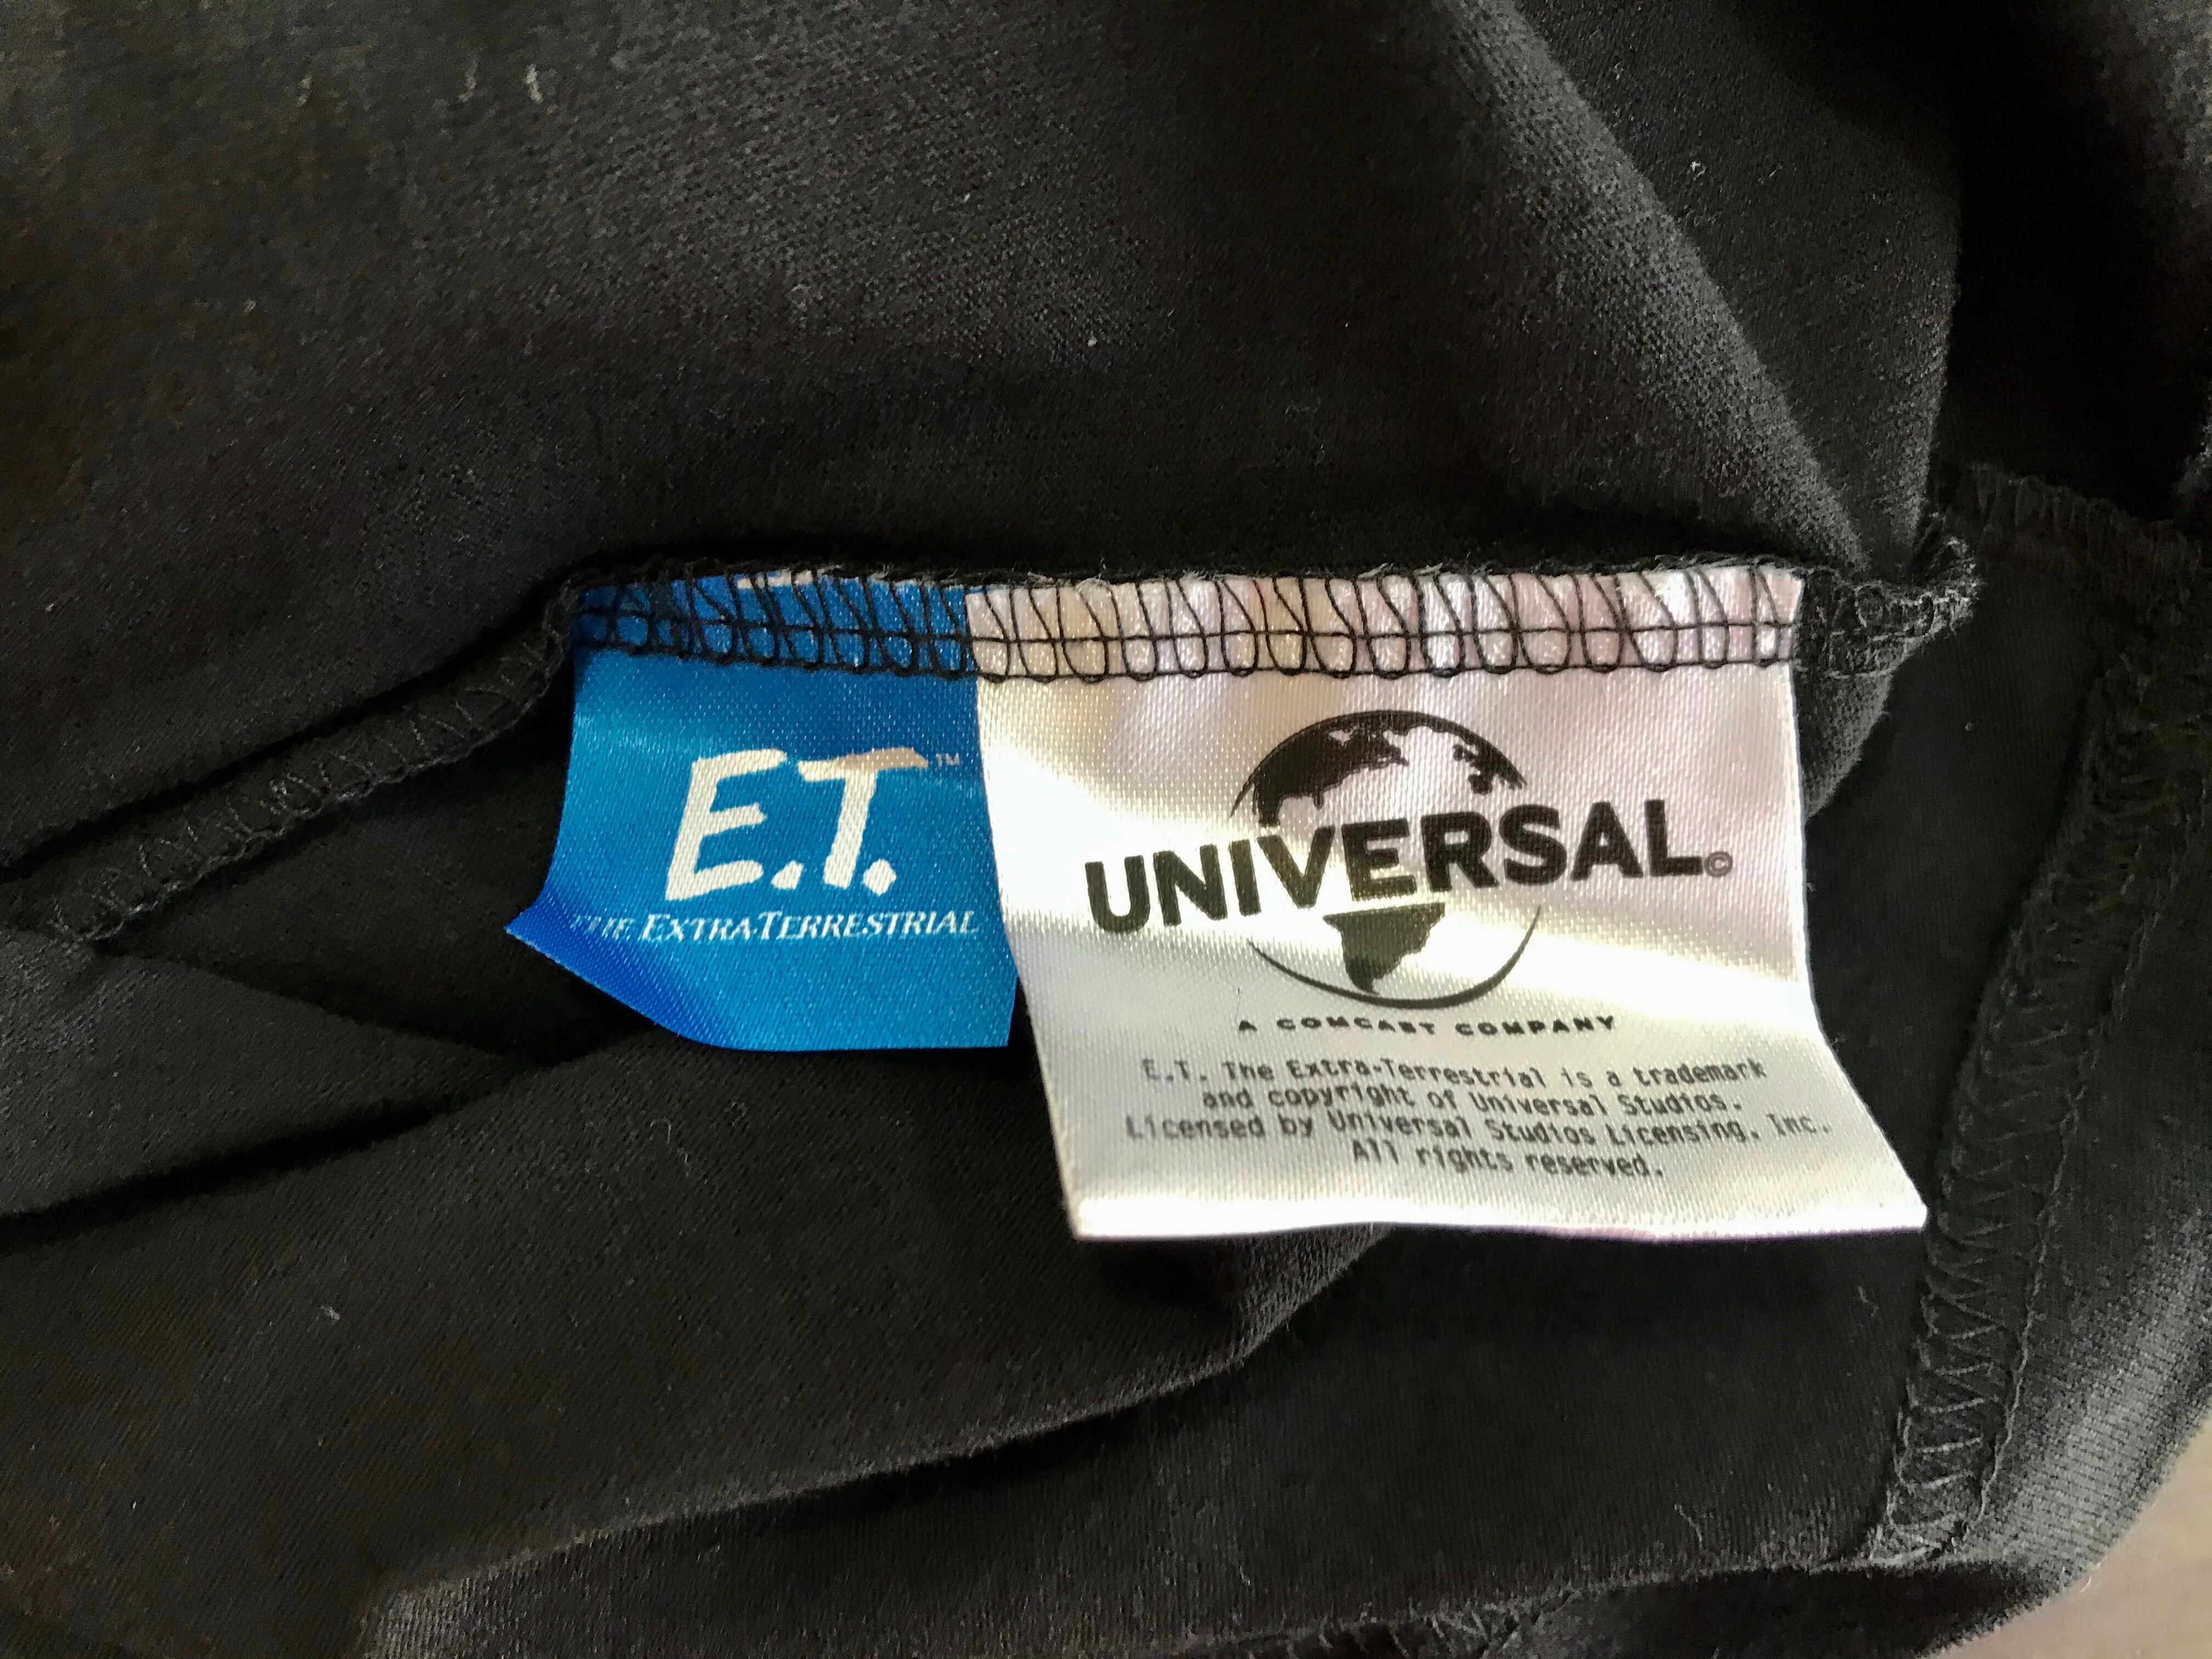 E.T.™
THE EXTRA-TERRESTRIAL
UNIVERSAL©
A COMCAST COMPANY
E.T. The Extra-Terrestrial is a trademark
and copyright of Universal Studios.
Licensed by Universal Studios Licensing, Inc.
All rights reserved.